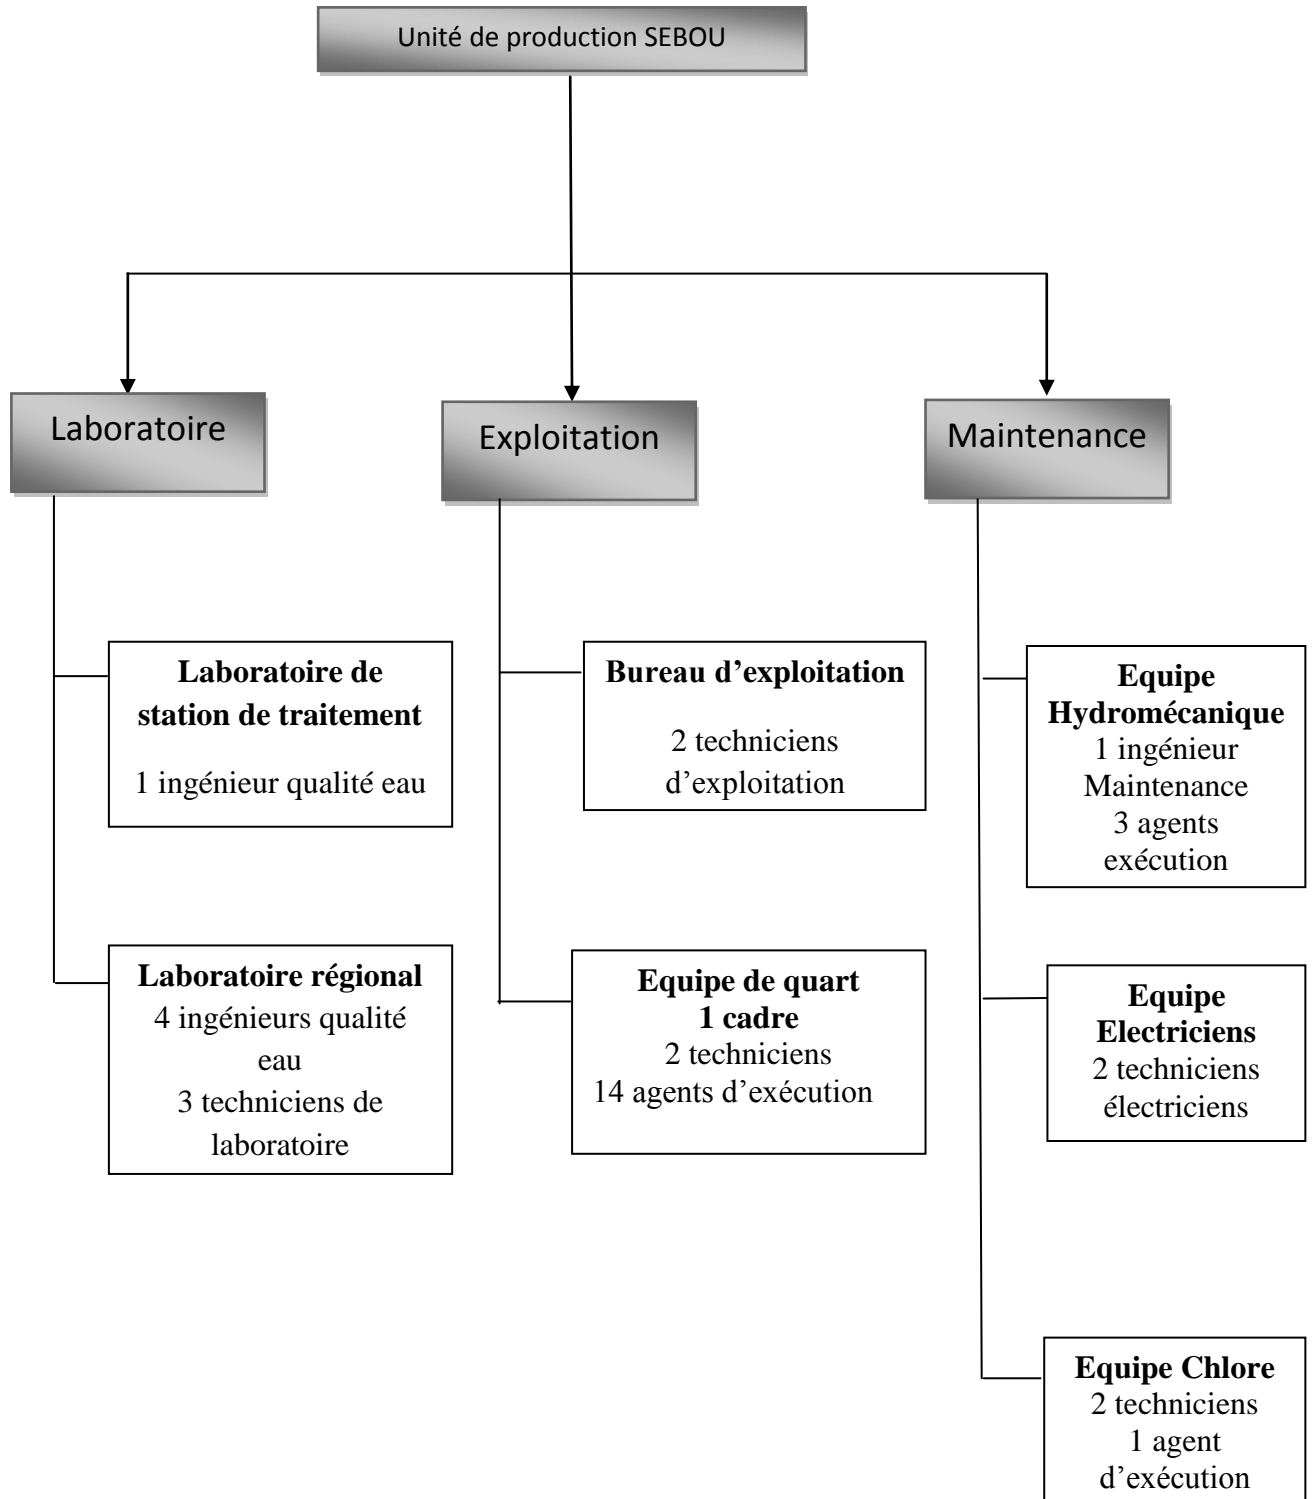 Unité de production SEBOU
Laboratoire
Exploitation
Maintenance
Laboratoire de
station de traitement
1 ingénieur qualité eau
Laboratoire régional
4 ingénieurs qualité
eau
3 techniciens de
laboratoire
Bureau d’exploitation
2 techniciens
d’exploitation
Equipe de quart
1 cadre
2 techniciens
14 agents d’exécution
Equipe
Hydromécanique
1 ingénieur
Maintenance
3 agents
exécution
Equipe
Electriciens
2 techniciens
électriciens
Equipe Chlore
2 techniciens
1 agent
d’exécution